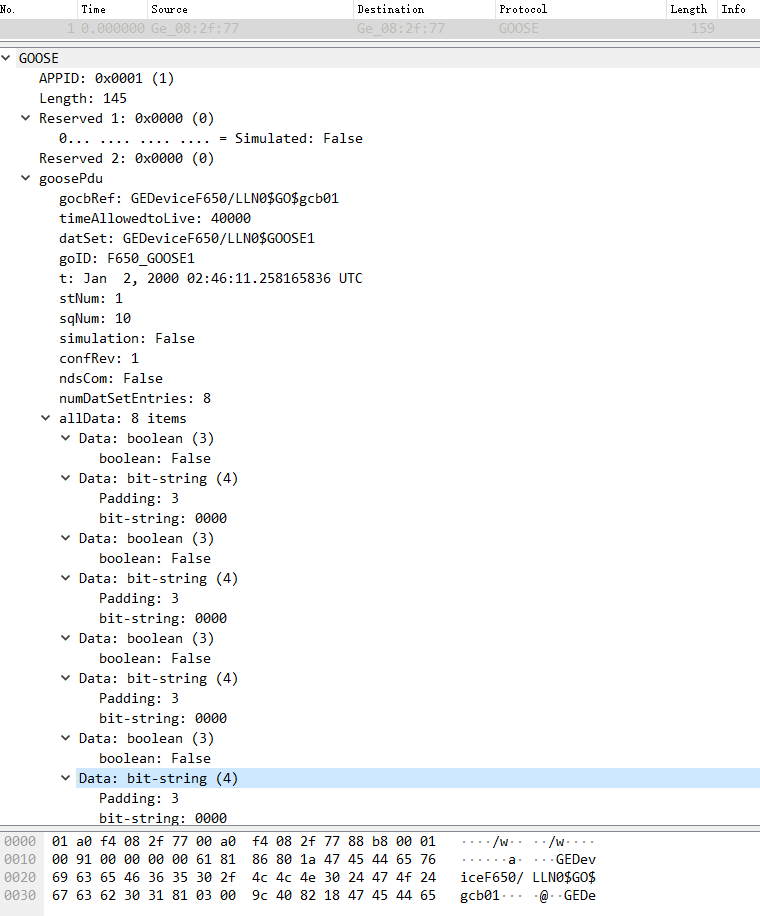 No. Time Source Destination Protocol Length Info
1 0.000000 Ge_08:2f:77 Ge_08:2f:77 GOOSE 159
GOOSE
APPID: 0x0001 (1)
Length: 145
Reserved 1: 0x0000 (0)
0... .... .... .... = Simulated: False
Reserved 2: 0x0000 (0)
goosePdu
gocbRef: GEDeviceF650/LLN0$GO$gcb01
timeAllowedtoLive: 40000
datSet: GEDeviceF650/LLN0$GOOSE1
goID: F650_GOOSE1
t: Jan  2, 2000 02:46:11.258165836 UTC
stNum: 1
sqNum: 10
simulation: False
confRev: 1
ndsCom: False
numDatSetEntries: 8
allData: 8 items
Data: boolean (3)
boolean: False
Data: bit-string (4)
Padding: 3
bit-string: 0000
Data: boolean (3)
boolean: False
Data: bit-string (4)
Padding: 3
bit-string: 0000
Data: boolean (3)
boolean: False
Data: bit-string (4)
Padding: 3
bit-string: 0000
Data: boolean (3)
boolean: False
Data: bit-string (4)
Padding: 3
bit-string: 0000
0000 01 a0 f4 08 2f 77 00 a0 f4 08 2f 77 88 b8 00 01 ····/w·· ··/w····
0010 00 91 00 00 00 00 61 81 86 80 1a 47 45 44 65 76 ······a· ···GEDev
0020 69 63 65 46 36 35 30 2f 4c 4c 4e 30 24 47 4f 24 iceF650/ LLN0$GO$
0030 67 63 62 30 31 81 03 00 9c 40 82 18 47 45 44 65 gcb01··· ·@··GEDe